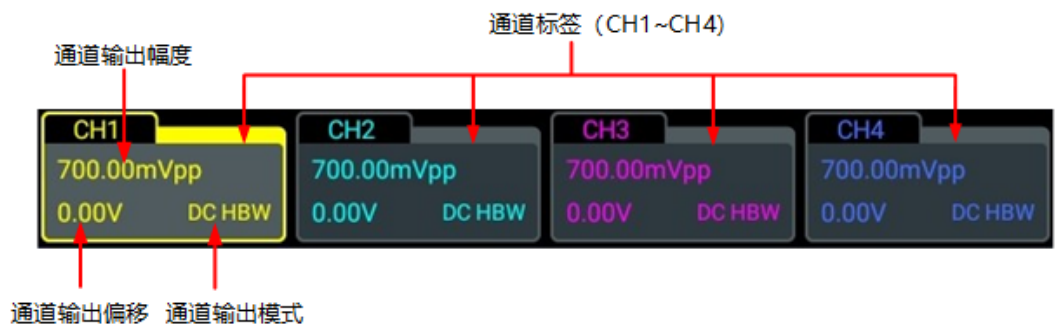 通道标签（CH1~CH4)
通道输出幅度
CH1 CH2 CH3 CH4
700.00mVpp 700.00mVpp 700.00mVpp 700.00mVpp
0.00V DC HBW 0.00V DC HBW 0.00V DC HBW 0.00V DC HBW
通道输出偏移 通道输出模式